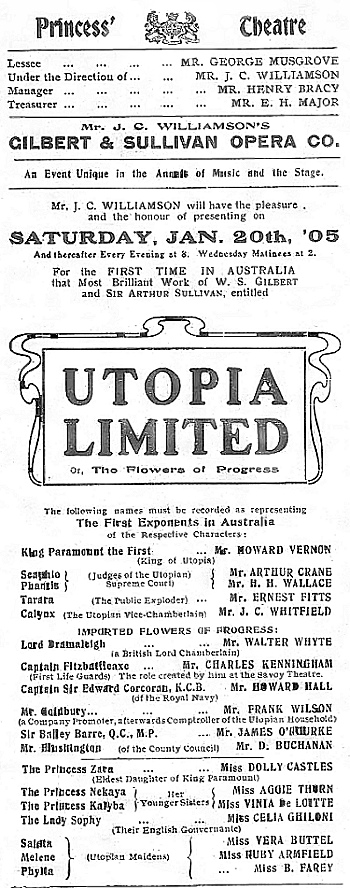 Princess' Theatre
Lessee ... ... ... ... MR. GEORGE MUSGROVE
Under the Direction of ... ... MR. J. C. WILLIAMSON
Manager ... ... ... ... MR. HENRY BRACY
Treasurer ... ... ... ... MR. E. H. MAJOR
Mr. J. C. WILLIAMSON'S
GILBERT & SULLIVAN OPERA CO.
An Event Unique in the Annals of Music and the Stage.
Mr. J. C. WILLIAMSON will have the pleasure
and the honour of presenting on
SATURDAY, JAN. 20th, '05
And thereafter Every Evening at 8. Wednesday Matinees at 2.
For the FIRST TIME IN AUSTRALIA
that Most Brilliant Work of W. S. GILBERT
and SIR ARTHUR SULLIVAN, entitled
UTOPIA
LIMITED
Or, The Flowers of Progress
The following names must be recorded as representing
The First Exponents in Australia
of the Respective Characters:
King Paramount the First ... Mr. HOWARD VERNON
(King of Utopia)
Scaphio } (Judges of the Utopian { Mr. ARTHUR CRANE
Phantis } Supreme Court) { Mr. H. H. WALLACE
Tarara (The Public Exploder) ... Mr. ERNEST FITTS
Calynx (The Utopian Vice-Chamberlain) Mr. J. C. WHITFIELD
IMPORTED FLOWERS OF PROGRESS:
Lord Dramaleigh ... ... Mr. WALTER WHYTE
(a British Lord Chamberlain)
Captain Fitzbattleaxe ... Mr. CHARLES KENNINGHAM
(First Life Guards) The role created by him at the Savoy Theatre.
Captain Sir Edward Corcoran, K.C.B. Mr. HOWARD HALL
(of the Royal Navy)
Mr. Goldbury ... ... Mr. FRANK WILSON
(a Company Promoter, afterwards Comptroller of the Utopian Household)
Sir Bailey Barre, Q.C., M.P. ... Mr. JAMES O'ROURKE
Mr. Blushington (of the County Council) Mr. D. BUCHANAN
The Princess Zara ... ... Miss DOLLY CASTLES
(Eldest Daughter of King Paramount)
The Princess Nekaya } Her { Miss AGGIE THORN
The Princess Kalyba } Younger Sisters { Miss VINIA De LOITTE
The Lady Sophy ... ... Miss CELIA GHILONI
(Their English Gouvernante)
Salata } { Miss VERA BUTTEL
Melene } (Utopian Maidens) { Miss RUBY ARMFIELD
Phylla } { ... Miss B. FAREY